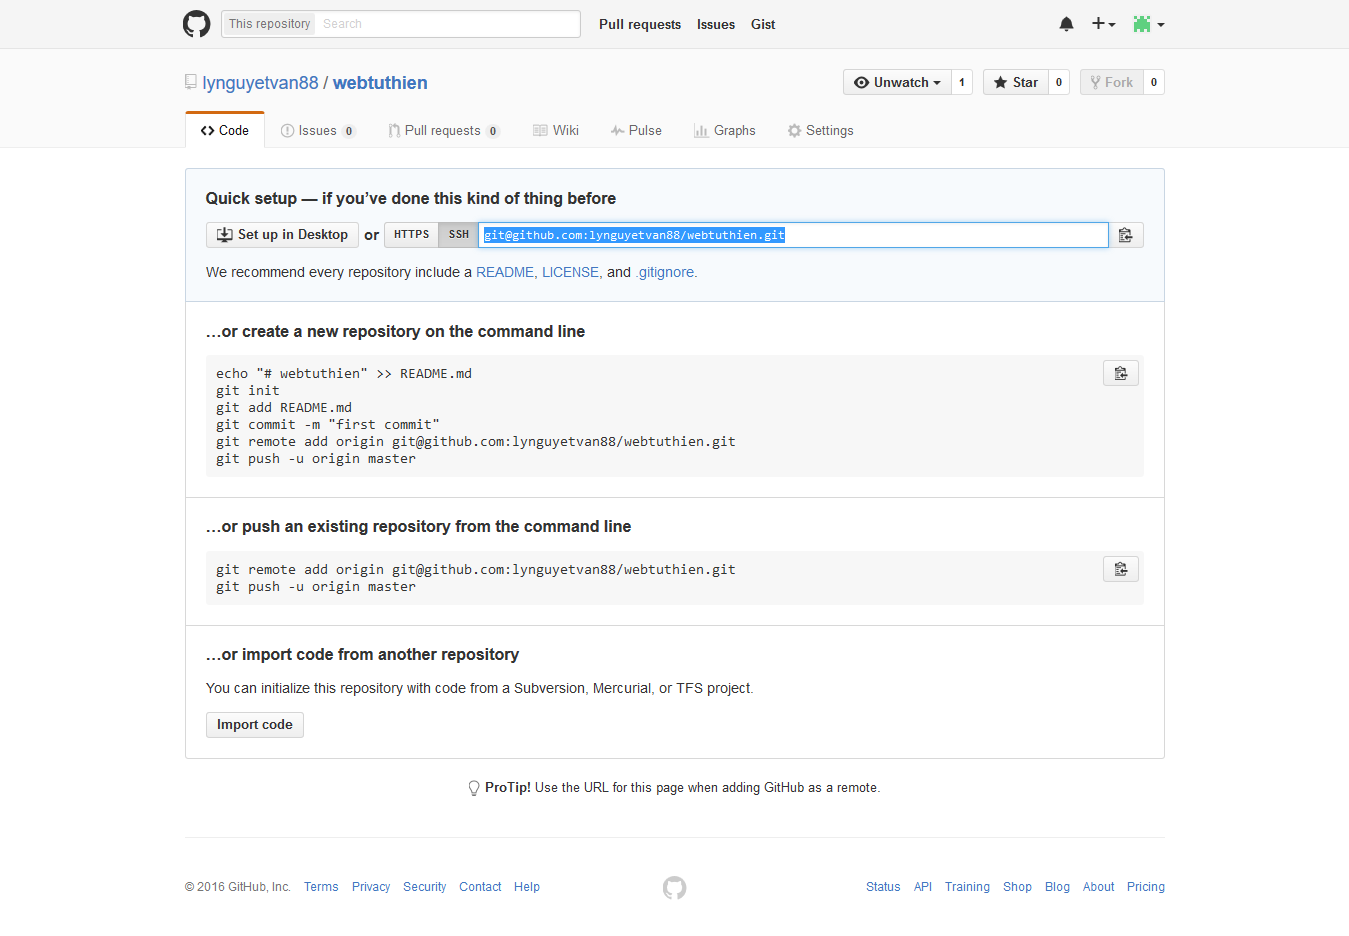 This repository Search Pull requests Issues Gist
lynguyetvan88 / webtuthien Unwatch 1 Star 0 Fork 0
Code Issues 0 Pull requests 0 Wiki Pulse Graphs Settings
Quick setup — if you’ve done this kind of thing before
Set up in Desktop or HTTPS SSH git@github.com:lynguyetvan88/webtuthien.git
We recommend every repository include a README, LICENSE, and .gitignore.
…or create a new repository on the command line
echo "# webtuthien" >> README.md
git init
git add README.md
git commit -m "first commit"
git remote add origin git@github.com:lynguyetvan88/webtuthien.git
git push -u origin master
…or push an existing repository from the command line
git remote add origin git@github.com:lynguyetvan88/webtuthien.git
git push -u origin master
…or import code from another repository
You can initialize this repository with code from a Subversion, Mercurial, or TFS project.
Import code
ProTip! Use the URL for this page when adding GitHub as a remote.
© 2016 GitHub, Inc. Terms Privacy Security Contact Help Status API Training Shop Blog About Pricing